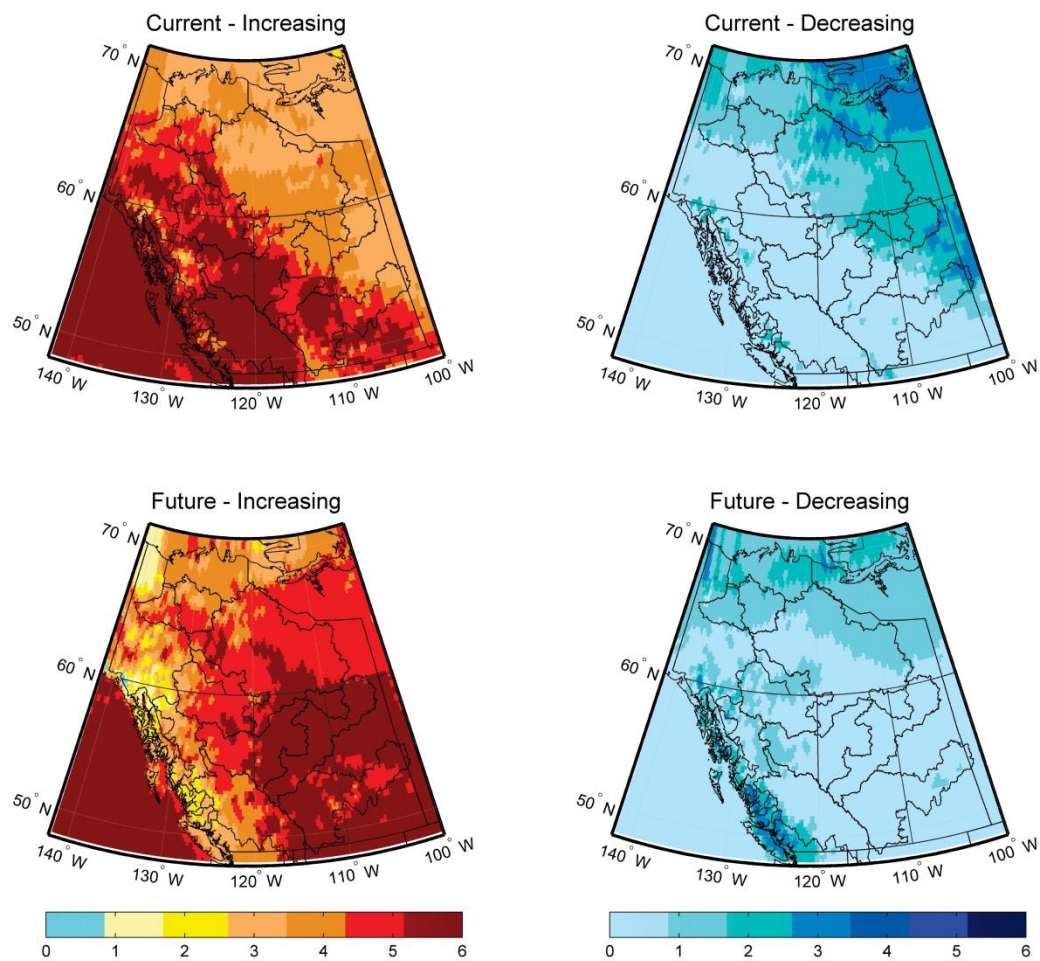 Current - Increasing
Current - Decreasing
70° N
60° N
50° N
140° W
130° W
120° W
110° W
100° W
70° N
60° N
50° N
140° W
130° W
120° W
110° W
100° W
Future - Increasing
Future - Decreasing
70° N
60° N
50° N
140° W
130° W
120° W
110° W
100° W
70° N
60° N
50° N
140° W
130° W
120° W
110° W
100° W
0 1 2 3 4 5 6
0 1 2 3 4 5 6